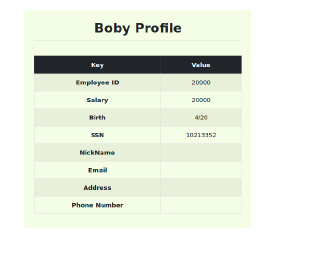 Boby Profile
Key Value
Employee ID 20000
Salary 20000
Birth 4/20
SSN 10213352
NickName
Email
Address
Phone Number